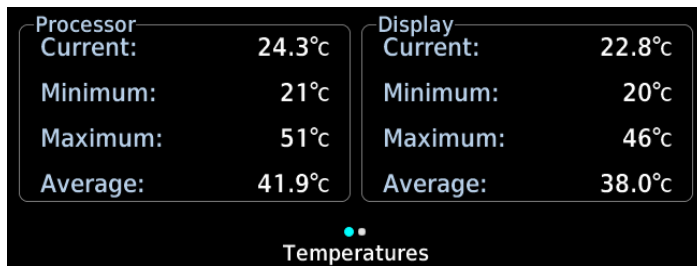 Processor
Current: 24.3°c
Minimum: 21°c
Maximum: 51°c
Average: 41.9°c
Display
Current: 22.8°c
Minimum: 20°c
Maximum: 46°c
Average: 38.0°c
Temperatures